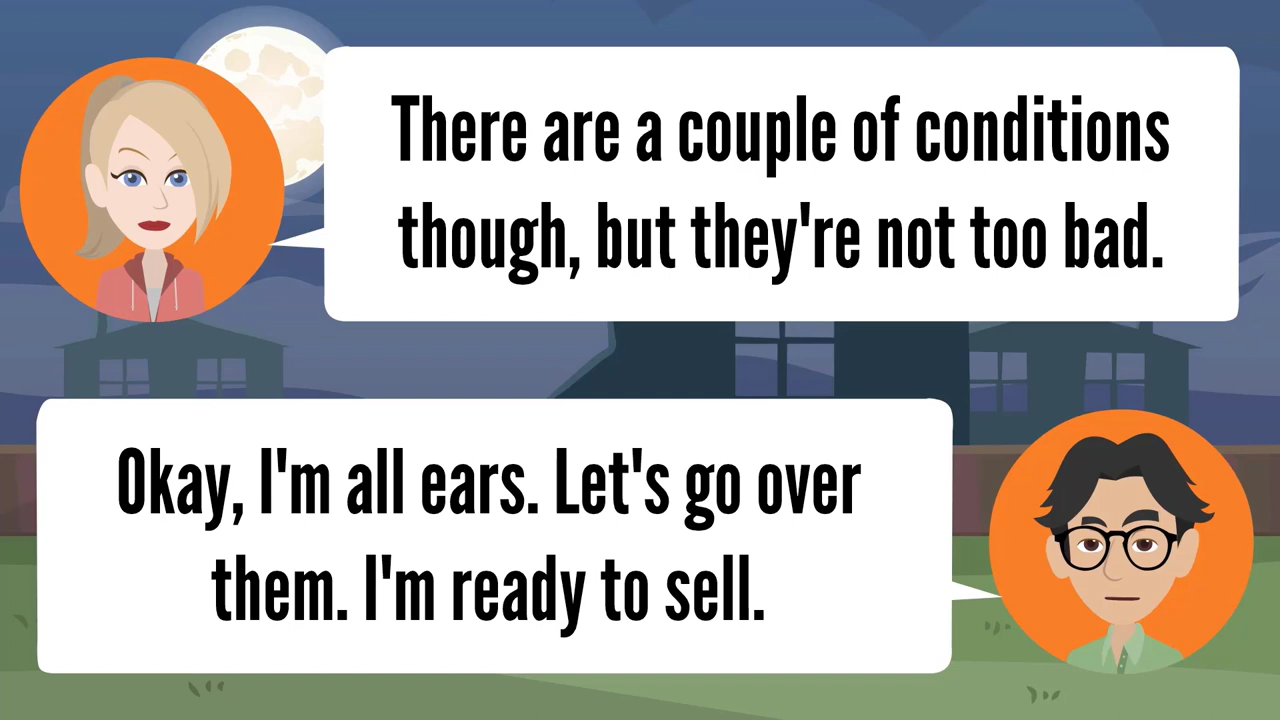 There are a couple of conditions
though, but they're not too bad.
Okay, I'm all ears. Let's go over
them. I'm ready to sell.